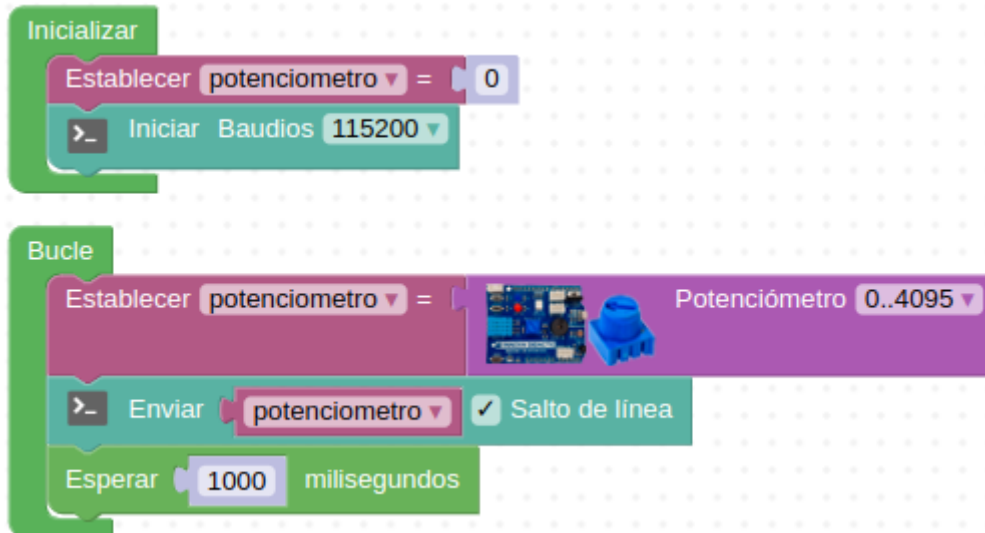 Inicializar
Establecer potenciometro = 0
>_ Iniciar Baudios 115200
Bucle
Establecer potenciometro = Potenciómetro 0..4095
>_ Enviar potenciometro ✓ Salto de línea
Esperar 1000 milisegundos